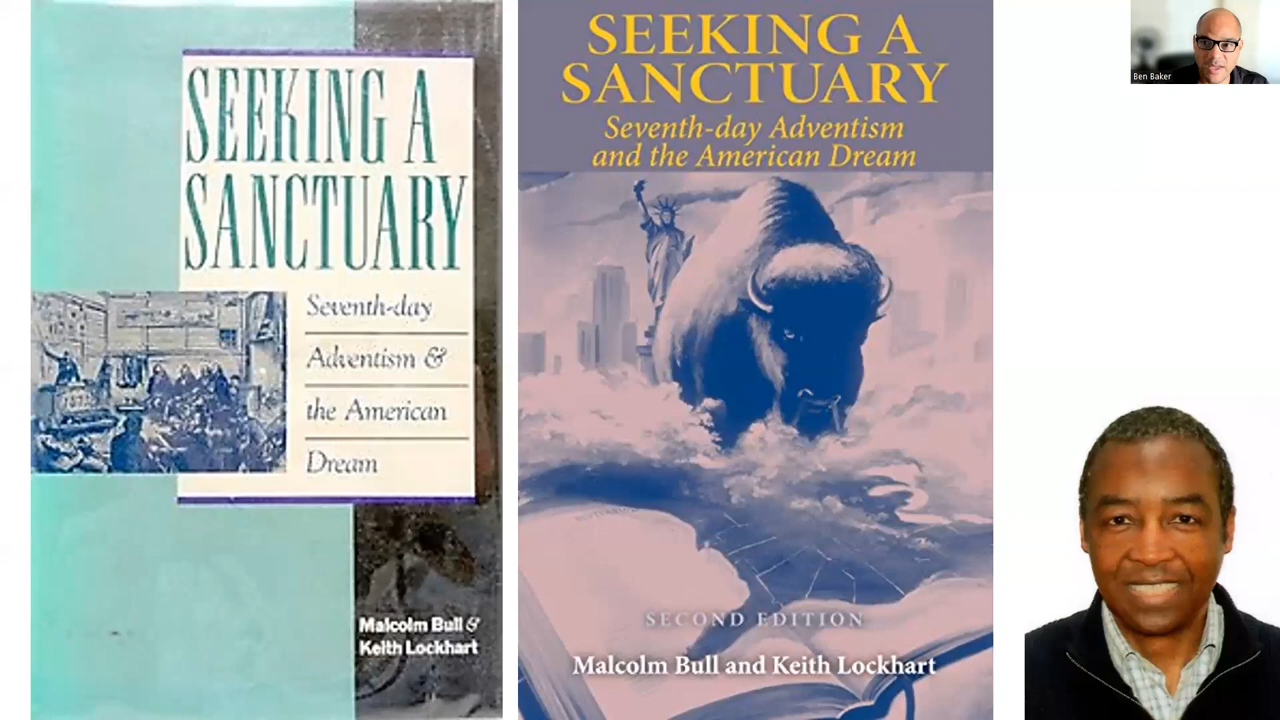 SEEKING A
SANCTUARY
Seventh-day
Adventism &
the American
Dream
Malcolm Bull &
Keith Lockhart
SEEKING A
SANCTUARY
Seventh-day Adventism
and the American Dream
SECOND EDITION
Malcolm Bull and Keith Lockhart
Ben Baker